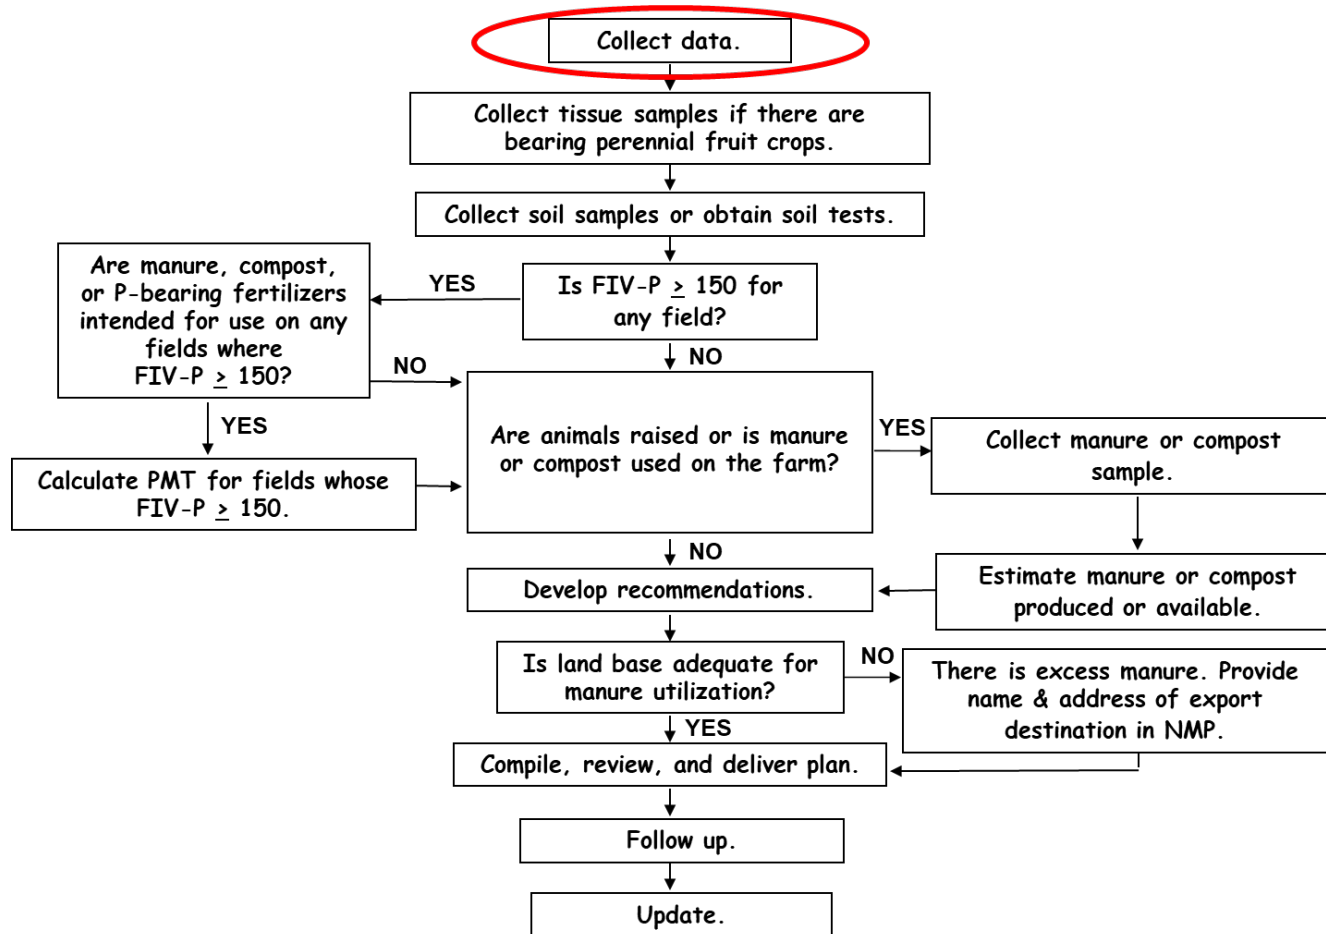 Collect data.
Collect tissue samples if there are
bearing perennial fruit crops.
Collect soil samples or obtain soil tests.
Is FIV-P ≥ 150 for
any field?
YES
NO
Are manure, compost,
or P-bearing fertilizers
intended for use on any
fields where
FIV-P ≥ 150?
NO
YES
Calculate PMT for fields whose
FIV-P ≥ 150.
Are animals raised or is manure
or compost used on the farm?
YES
NO
Collect manure or compost
sample.
Estimate manure or compost
produced or available.
Develop recommendations.
Is land base adequate for
manure utilization?
NO
YES
There is excess manure. Provide
name & address of export
destination in NMP.
Compile, review, and deliver plan.
Follow up.
Update.